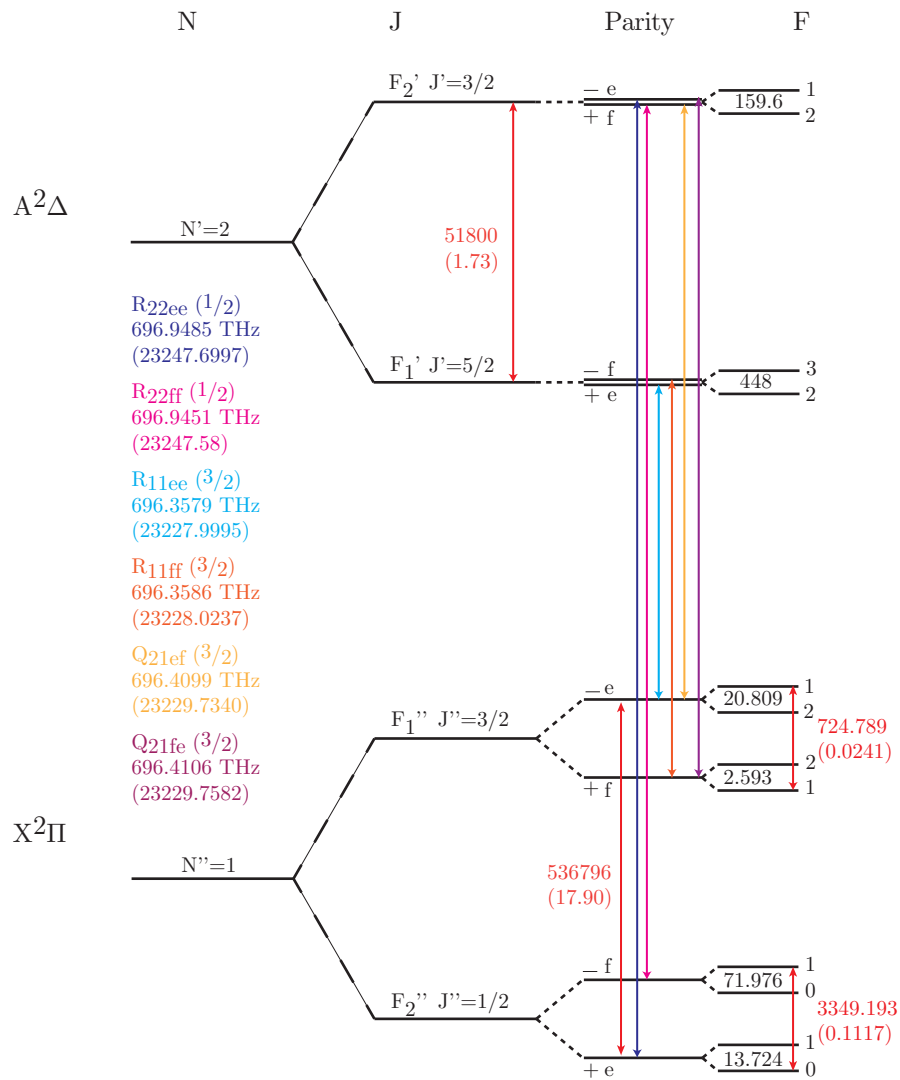 N J Parity F
F₂' J'=3/2
− e
+ f
159.6
1
2
A²Δ
N'=2
51800
(1.73)
F₁' J'=5/2
− f
+ e
448
3
2
R22ee (1/2)
696.9485 THz
(23247.6997)
R22ff (1/2)
696.9451 THz
(23247.58)
R11ee (3/2)
696.3579 THz
(23227.9995)
R11ff (3/2)
696.3586 THz
(23228.0237)
Q21ef (3/2)
696.4099 THz
(23229.7340)
Q21fe (3/2)
696.4106 THz
(23229.7582)
F₁'' J''=3/2
− e
20.809
1
2
+ f
2.593
2
1
724.789
(0.0241)
X²Π
N''=1
536796
(17.90)
F₂'' J''=1/2
− f
71.976
1
0
+ e
13.724
1
0
3349.193
(0.1117)